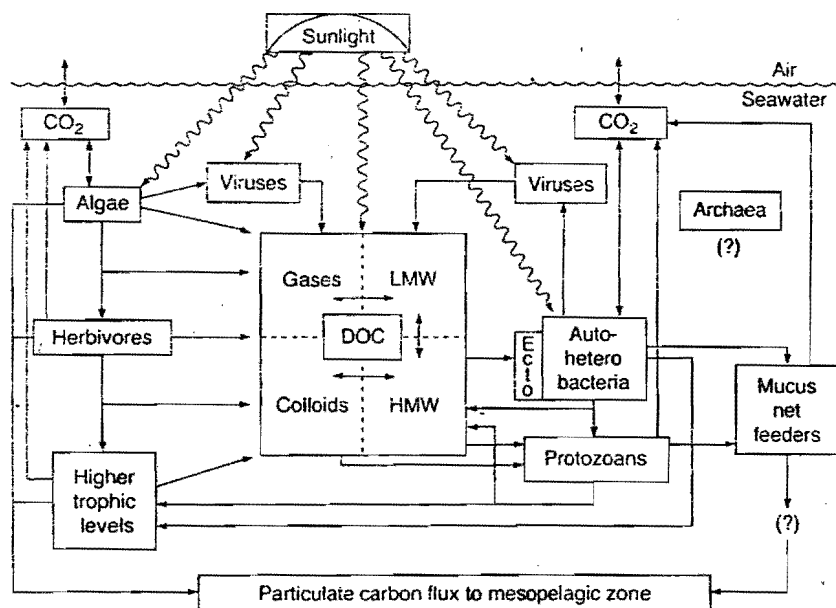 Sunlight
Air
Seawater
CO2
CO2
Viruses
Viruses
Algae
Archaea
(?)
Gases
LMW
DOC
Herbivores
Ecto
Auto-
hetero
bacteria
Colloids
HMW
Mucus
net
feeders
Protozoans
Higher
trophic
levels
(?)
Particulate carbon flux to mesopelagic zone